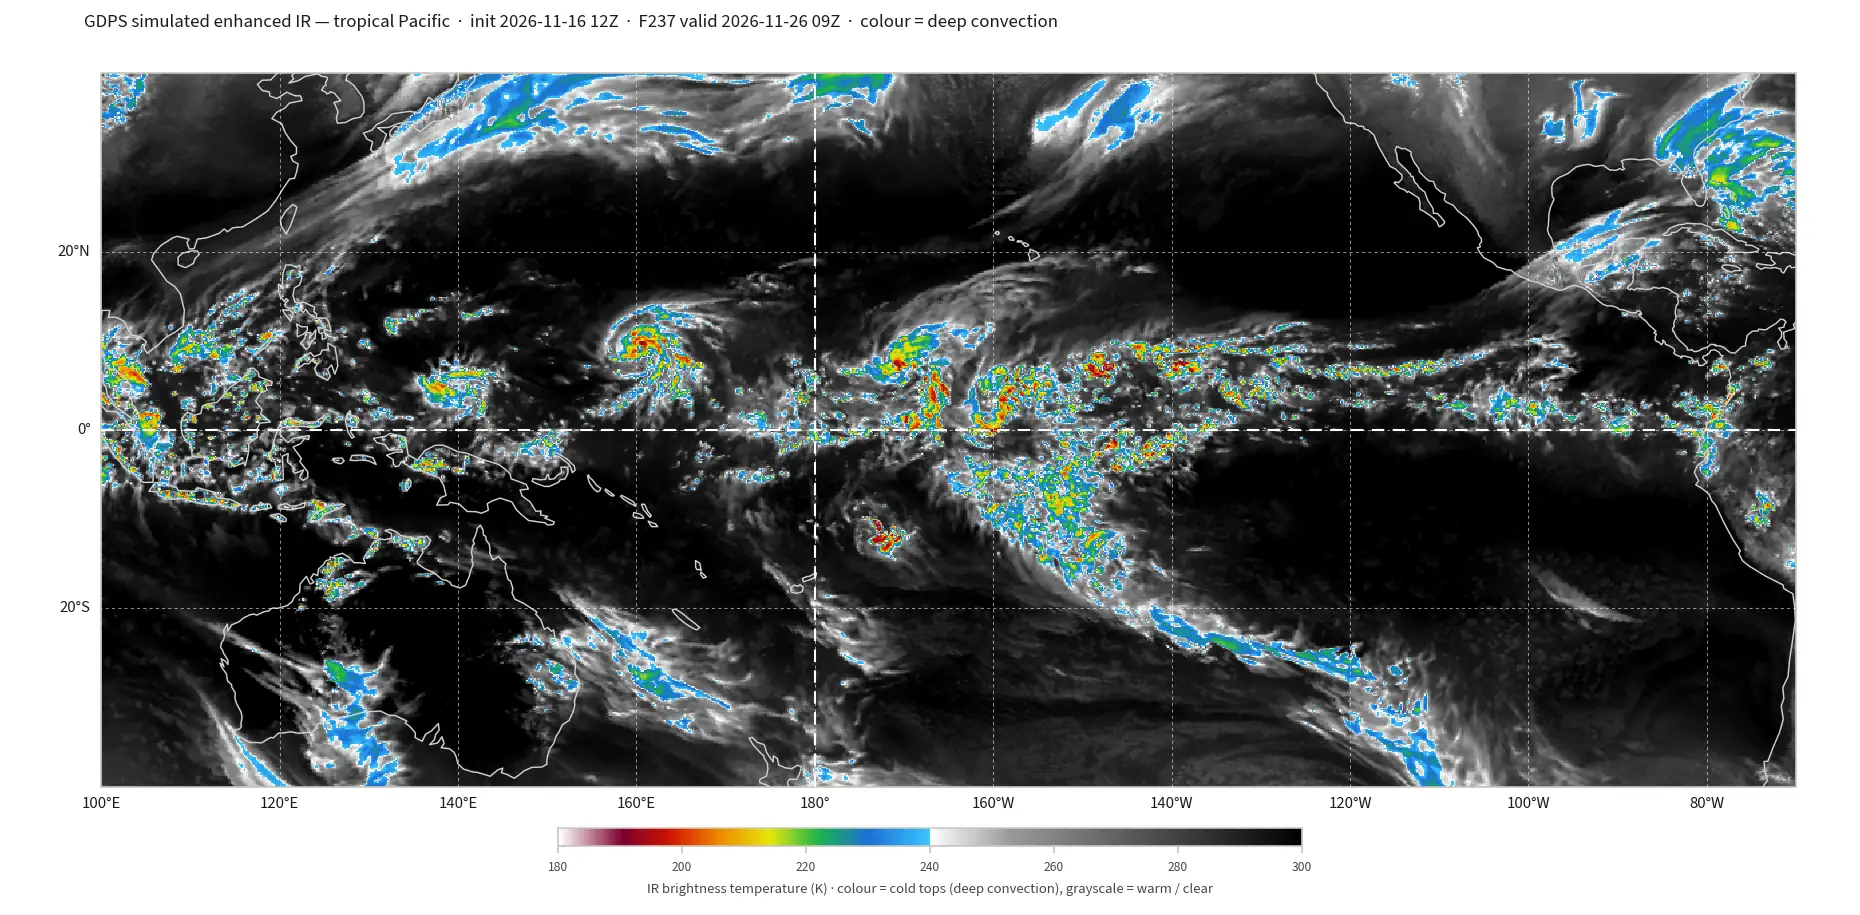 GDPS simulated enhanced IR — tropical Pacific · init 2026-11-16 12Z · F237 valid 2026-11-26 09Z · colour = deep convection
20°N
0°
20°S
100°E 120°E 140°E 160°E 180° 160°W 140°W 120°W 100°W 80°W
180 200 220 240 260 280 300
IR brightness temperature (K) · colour = cold tops (deep convection), grayscale = warm / clear